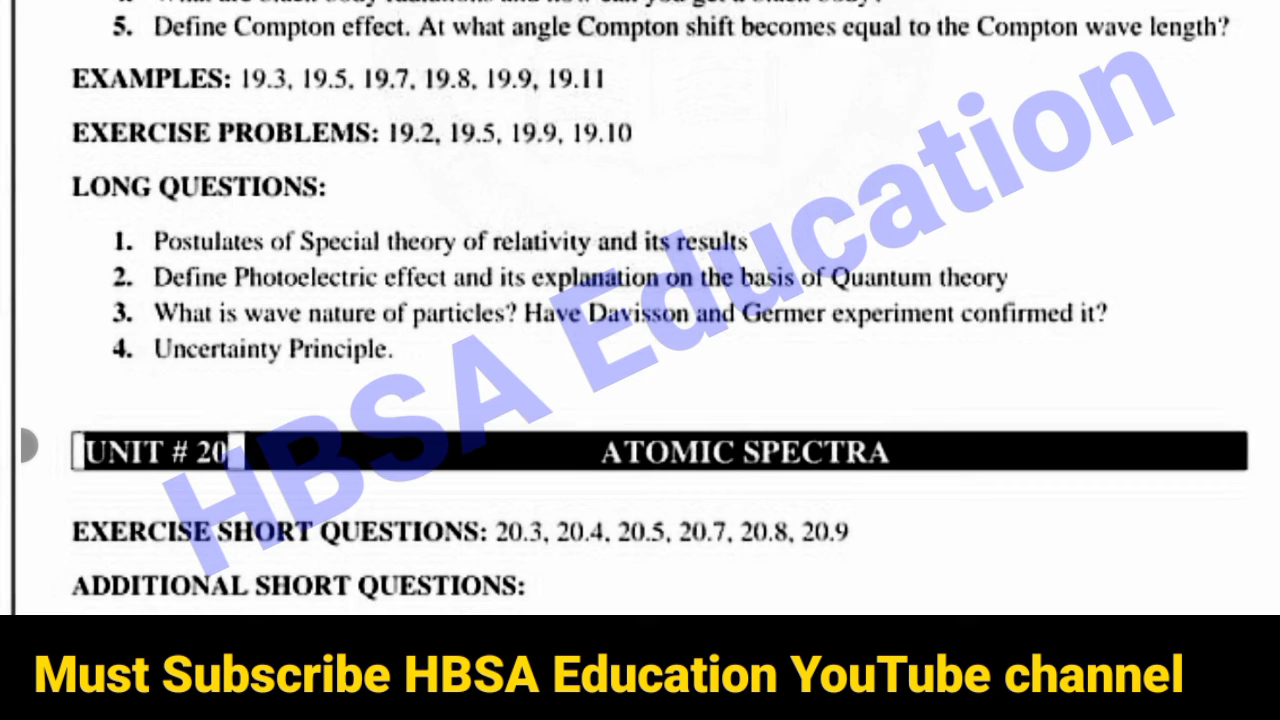 5. Define Compton effect. At what angle Compton shift becomes equal to the Compton wave length?
EXAMPLES: 19.3, 19.5, 19.7, 19.8, 19.9, 19.11
EXERCISE PROBLEMS: 19.2, 19.5, 19.9, 19.10
LONG QUESTIONS:
1. Postulates of Special theory of relativity and its results
2. Define Photoelectric effect and its explanation on the basis of Quantum theory
3. What is wave nature of particles? Have Davisson and Germer experiment confirmed it?
4. Uncertainty Principle.
HBSA Education
UNIT # 20 ATOMIC SPECTRA
EXERCISE SHORT QUESTIONS: 20.3, 20.4, 20.5, 20.7, 20.8, 20.9
ADDITIONAL SHORT QUESTIONS:
Must Subscribe HBSA Education YouTube channel